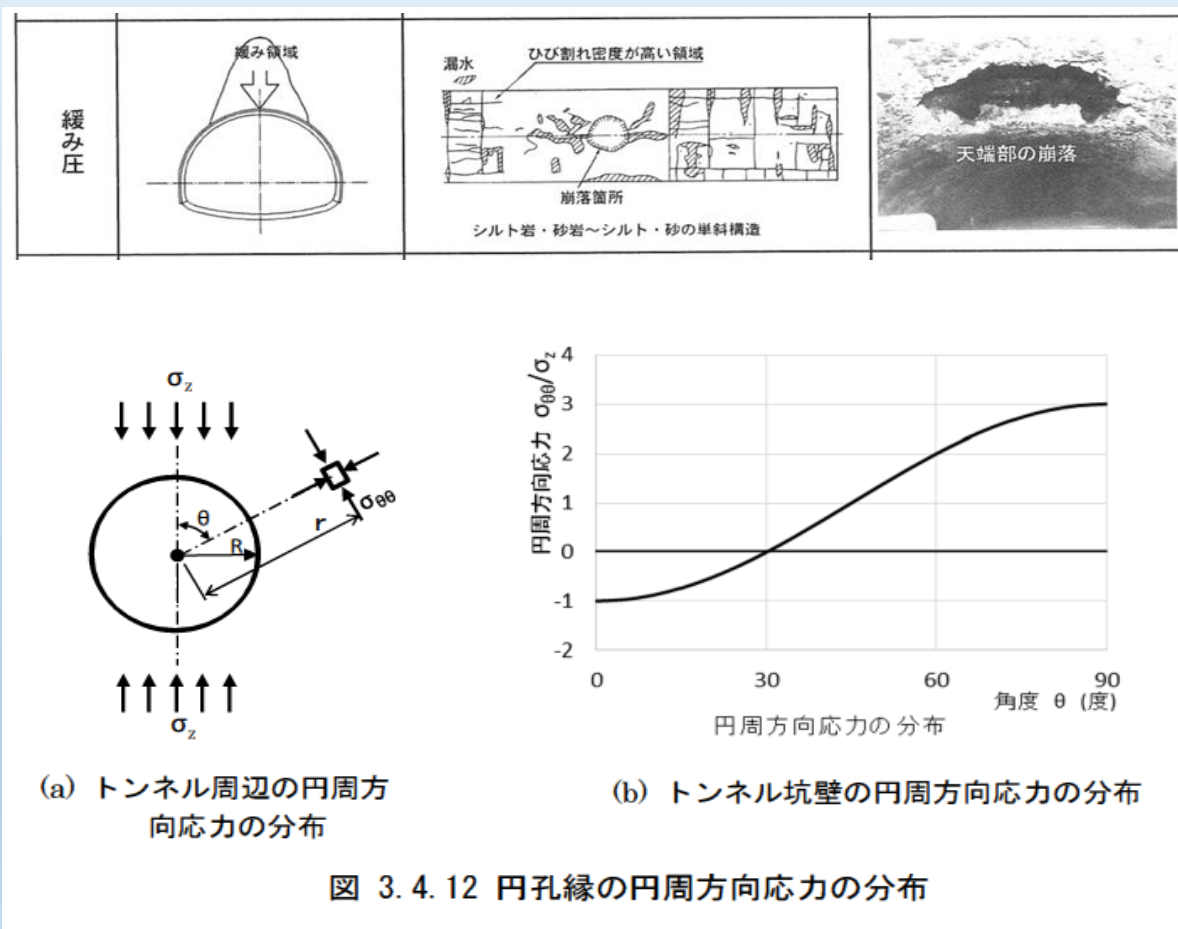 緩み圧
緩み領域
漏水
ひび割れ密度が高い領域
崩落箇所
シルト岩・砂岩~シルト・砂の単斜構造
天端部の崩落
σz
θ
R
r
σθθ
σz
円周方向応力 σθθ/σz
4
3
2
1
0
-1
-2
0
30
60
90
角度 θ (度)
円周方向応力の分布
(a) トンネル周辺の円周方
向応力の分布
(b) トンネル坑壁の円周方向応力の分布
図 3.4.12 円孔縁の円周方向応力の分布